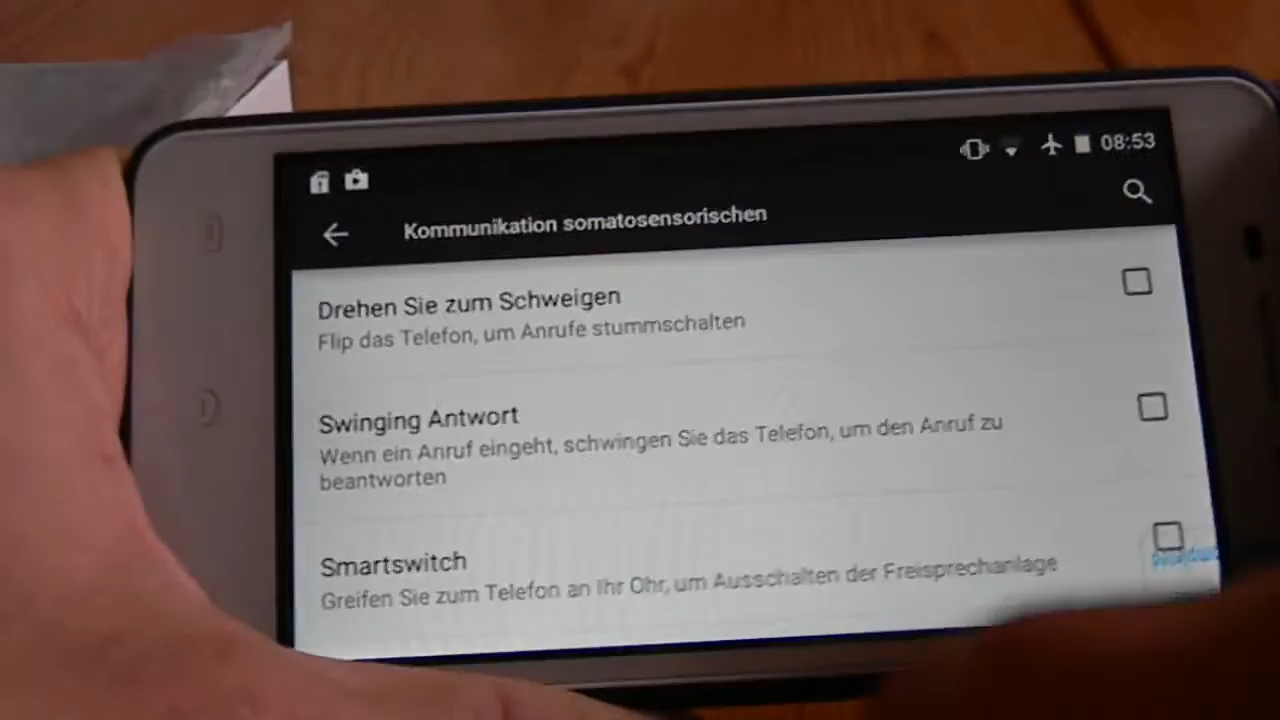 08:53
Kommunikation somatosensorischen
Drehen Sie zum Schweigen
Flip das Telefon, um Anrufe stummschalten
Swinging Antwort
Wenn ein Anruf eingeht, schwingen Sie das Telefon, um den Anruf zu
beantworten
Smartswitch
Greifen Sie zum Telefon an Ihr Ohr, um Ausschalten der Freisprechanlage